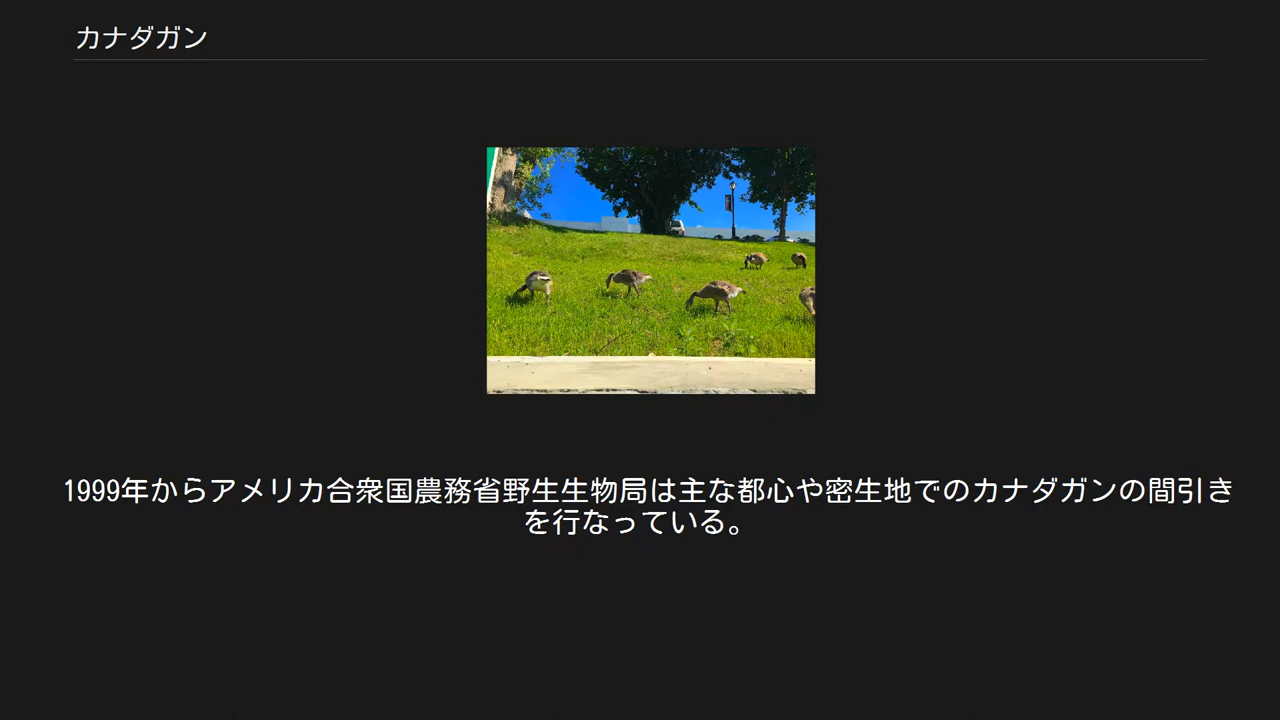 カナダガン
1999年からアメリカ合衆国農務省野生生物局は主な都心や密生地でのカナダガンの間引き
を行なっている。